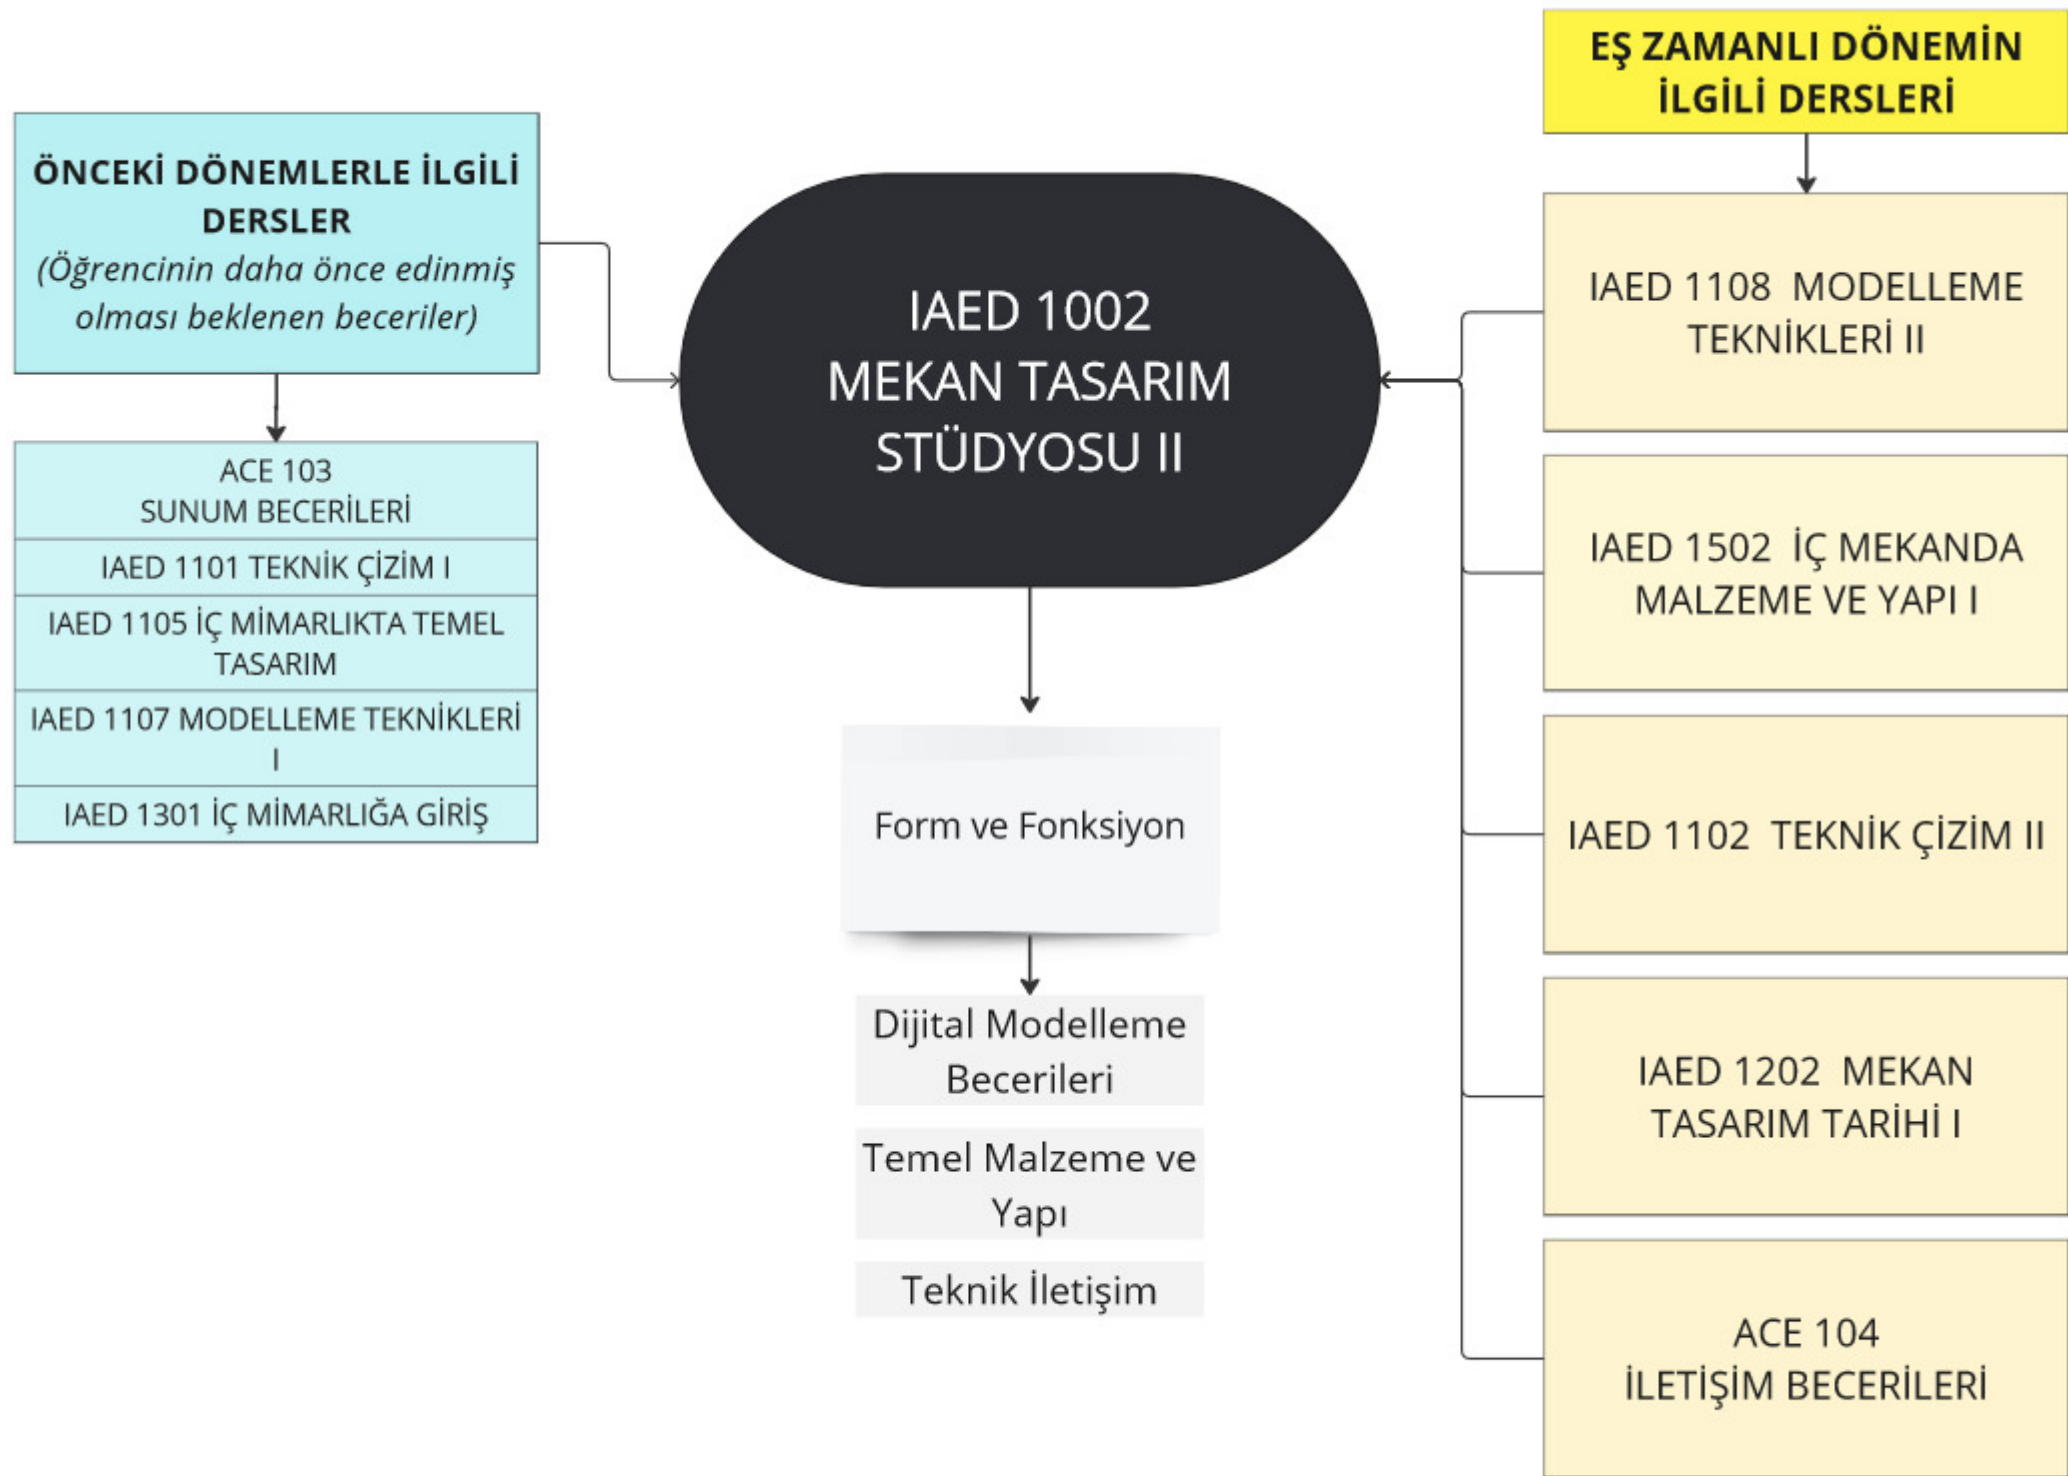 ÖNCEKİ DÖNEMLERLE İLGİLİ
DERSLER
(Öğrencinin daha önce edinmiş
olması beklenen beceriler)
ACE 103
SUNUM BECERİLERİ
IAED 1101 TEKNİK ÇİZİM I
IAED 1105 İÇ MİMARLIKTA TEMEL
TASARIM
IAED 1107 MODELLEME TEKNİKLERİ
I
IAED 1301 İÇ MİMARLIĞA GİRİŞ
IAED 1002
MEKAN TASARIM
STÜDYOSU II
Form ve Fonksiyon
Dijital Modelleme
Becerileri
Temel Malzeme ve
Yapı
Teknik İletişim
EŞ ZAMANLI DÖNEMİN
İLGİLİ DERSLERİ
IAED 1108 MODELLEME
TEKNİKLERİ II
IAED 1502 İÇ MEKANDA
MALZEME VE YAPI I
IAED 1102 TEKNİK ÇİZİM II
IAED 1202 MEKAN
TASARIM TARİHİ I
ACE 104
İLETİŞİM BECERİLERİ